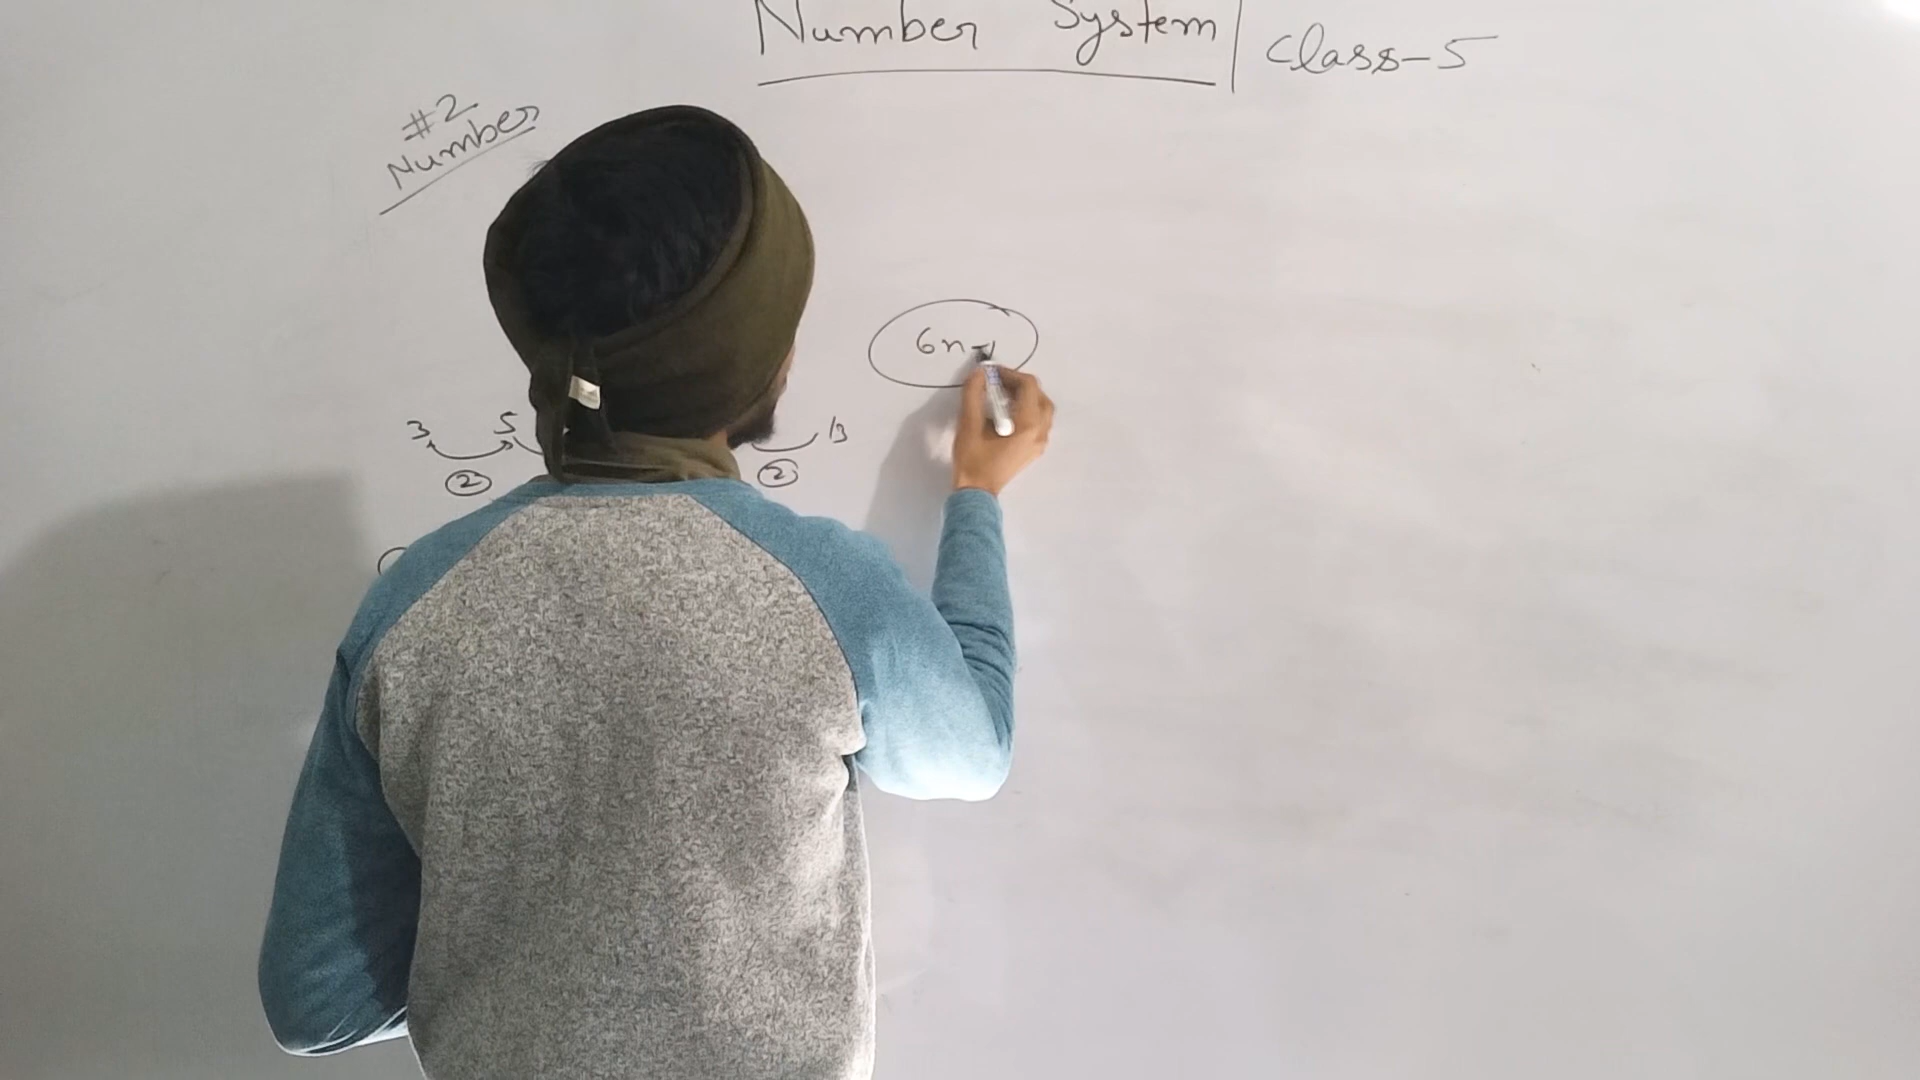 Number System | Class-5
#2
Number
6n-1
3 5 13
2 2